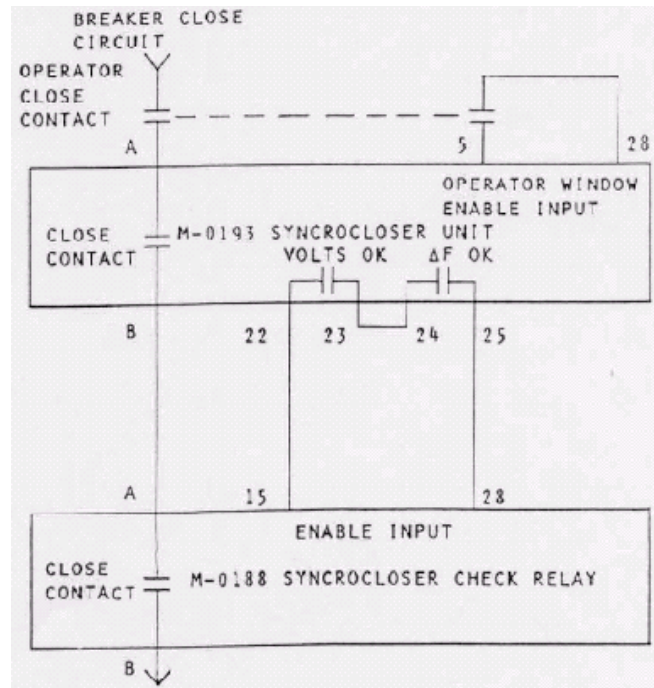 BREAKER CLOSE
CIRCUIT
OPERATOR
CLOSE
CONTACT
A
5
28
OPERATOR WINDOW
ENABLE INPUT
CLOSE
CONTACT
M-0193 SYNCROCLOSER UNIT
VOLTS OK
ΔF OK
B
22
23
24
25
A
15
28
ENABLE INPUT
CLOSE
CONTACT
M-0188 SYNCROCLOSER CHECK RELAY
B